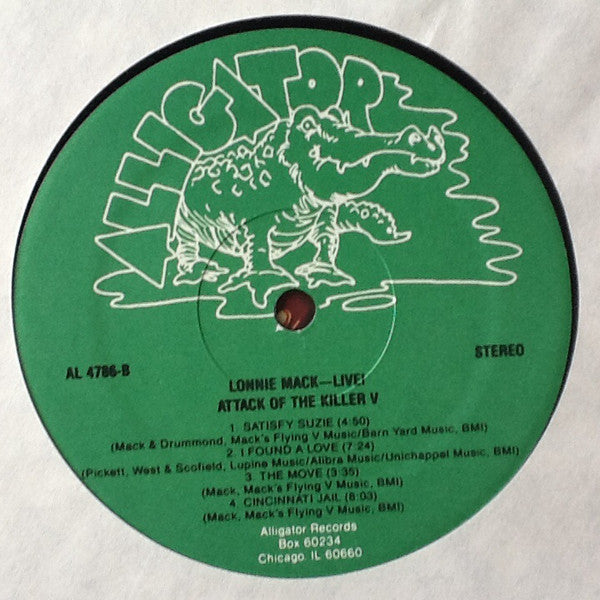 ALLIGATOR
AL 4786-B
STEREO
LONNIE MACK—LIVE!
ATTACK OF THE KILLER V
1. SATISFY SUZIE (4:50)
(Mack & Drummond, Mack's Flying V Music/Barn Yard Music, BMI)
2. I FOUND A LOVE (7:24)
(Pickett, West & Scofield, Lupine Music/Alibra Music/Unichappel Music, BMI)
3. THE MOVE (3:35)
(Mack, Mack's Flying V Music, BMI)
4. CINCINNATI JAIL (8:03)
(Mack, Mack's Flying V Music, BMI)
Alligator Records
Box 60234
Chicago, IL 60660